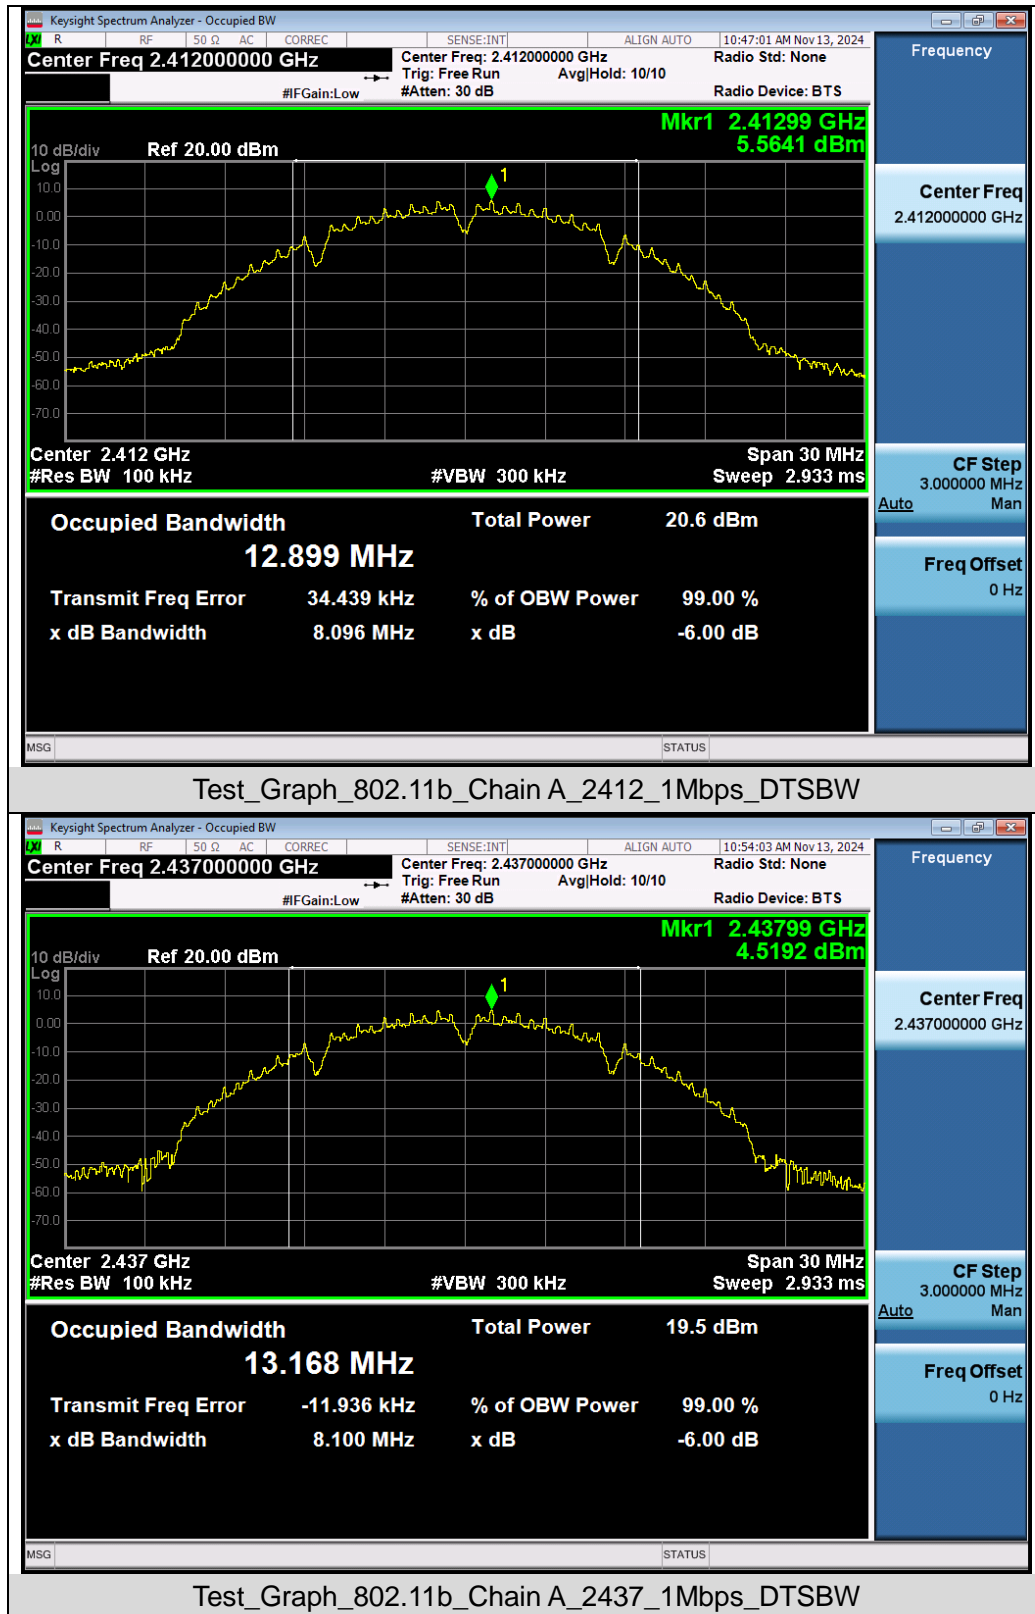 Keysight Spectrum Analyzer - Occupied BW
LXI R RF 50 Ω AC CORREC SENSE:INT ALIGN AUTO 10:47:01 AM Nov 13, 2024
Center Freq 2.412000000 GHz
Center Freq: 2.412000000 GHz
Radio Std: None
Trig: Free Run Avg|Hold: 10/10
#IFGain:Low #Atten: 30 dB Radio Device: BTS
Frequency
Mkr1 2.41299 GHz
5.5641 dBm
10 dB/div Ref 20.00 dBm
Log
1
10.0
0.00
-10.0
-20.0
-30.0
-40.0
-50.0
-60.0
-70.0
Center 2.412 GHz Span 30 MHz
#Res BW 100 kHz #VBW 300 kHz Sweep 2.933 ms
Center Freq
2.412000000 GHz
CF Step
3.000000 MHz
Auto Man
Freq Offset
0 Hz
Occupied Bandwidth Total Power 20.6 dBm
12.899 MHz
Transmit Freq Error 34.439 kHz % of OBW Power 99.00 %
x dB Bandwidth 8.096 MHz x dB -6.00 dB
MSG STATUS
Test_Graph_802.11b_Chain A_2412_1Mbps_DTSBW
Keysight Spectrum Analyzer - Occupied BW
LXI R RF 50 Ω AC CORREC SENSE:INT ALIGN AUTO 10:54:03 AM Nov 13, 2024
Center Freq 2.437000000 GHz
Center Freq: 2.437000000 GHz
Radio Std: None
Trig: Free Run Avg|Hold: 10/10
#IFGain:Low #Atten: 30 dB Radio Device: BTS
Frequency
Mkr1 2.43799 GHz
4.5192 dBm
10 dB/div Ref 20.00 dBm
Log
1
10.0
0.00
-10.0
-20.0
-30.0
-40.0
-50.0
-60.0
-70.0
Center 2.437 GHz Span 30 MHz
#Res BW 100 kHz #VBW 300 kHz Sweep 2.933 ms
Center Freq
2.437000000 GHz
CF Step
3.000000 MHz
Auto Man
Freq Offset
0 Hz
Occupied Bandwidth Total Power 19.5 dBm
13.168 MHz
Transmit Freq Error -11.936 kHz % of OBW Power 99.00 %
x dB Bandwidth 8.100 MHz x dB -6.00 dB
MSG STATUS
Test_Graph_802.11b_Chain A_2437_1Mbps_DTSBW